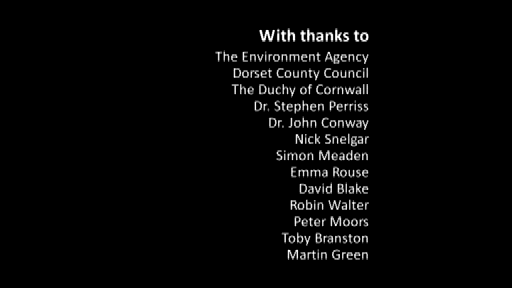 With thanks to
The Environment Agency
Dorset County Council
The Duchy of Cornwall
Dr. Stephen Perriss
Dr. John Conway
Nick Snelgar
Simon Meaden
Emma Rouse
David Blake
Robin Walter
Peter Moors
Toby Branston
Martin Green